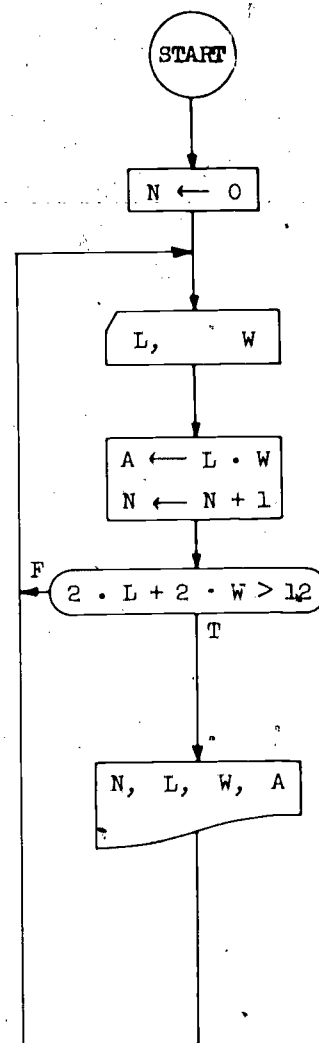 START
N ← 0
L, W
A ← L · W
N ← N + 1
F
2 · L + 2 · W > 12
T
N, L, W, A